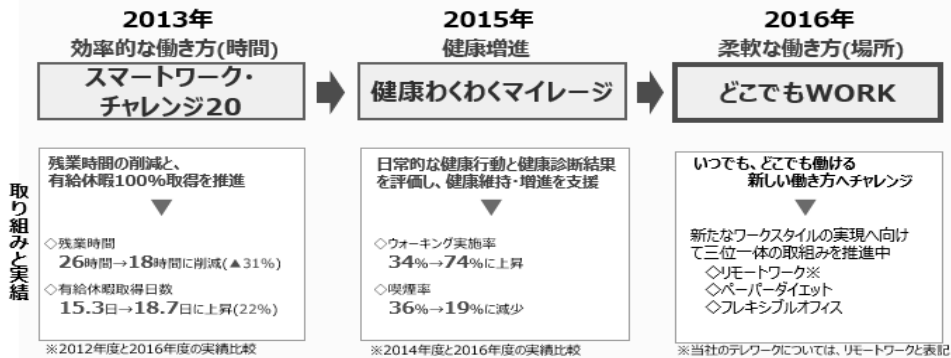 2013年
効率的な働き方(時間)
スマートワーク・
チャレンジ20
2015年
健康増進
健康わくわくマイレージ
2016年
柔軟な働き方(場所)
どこでもWORK
取り組みと実績
残業時間の削減と、
有給休暇100%取得を推進
◇残業時間
26時間→18時間に削減(▲31%)
◇有給休暇取得日数
15.3日→18.7日に上昇(22%)
※2012年度と2016年度の実績比較
日常的な健康行動と健康診断結果
を評価し、健康維持・増進を支援
◇ウォーキング実施率
34%→74%に上昇
◇喫煙率
36%→19%に減少
※2014年度と2016年度の実績比較
いつでも、どこでも働ける
新しい働き方へチャレンジ
新たなワークスタイルの実現へ向け
て三位一体の取組みを推進中
◇リモートワーク※
◇ペーパーダイエット
◇フレキシブルオフィス
※当社のテレワークについては、リモートワークと表記